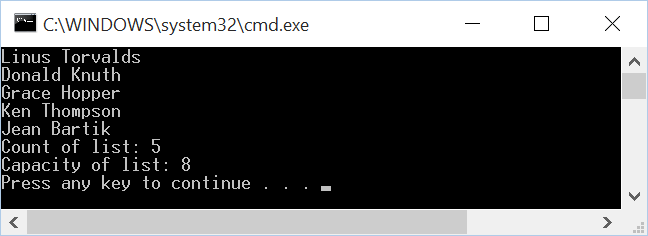 C:\WINDOWS\system32\cmd.exe
Linus Torvalds
Donald Knuth
Grace Hopper
Ken Thompson
Jean Bartik
Count of list: 5
Capacity of list: 8
Press any key to continue . . .